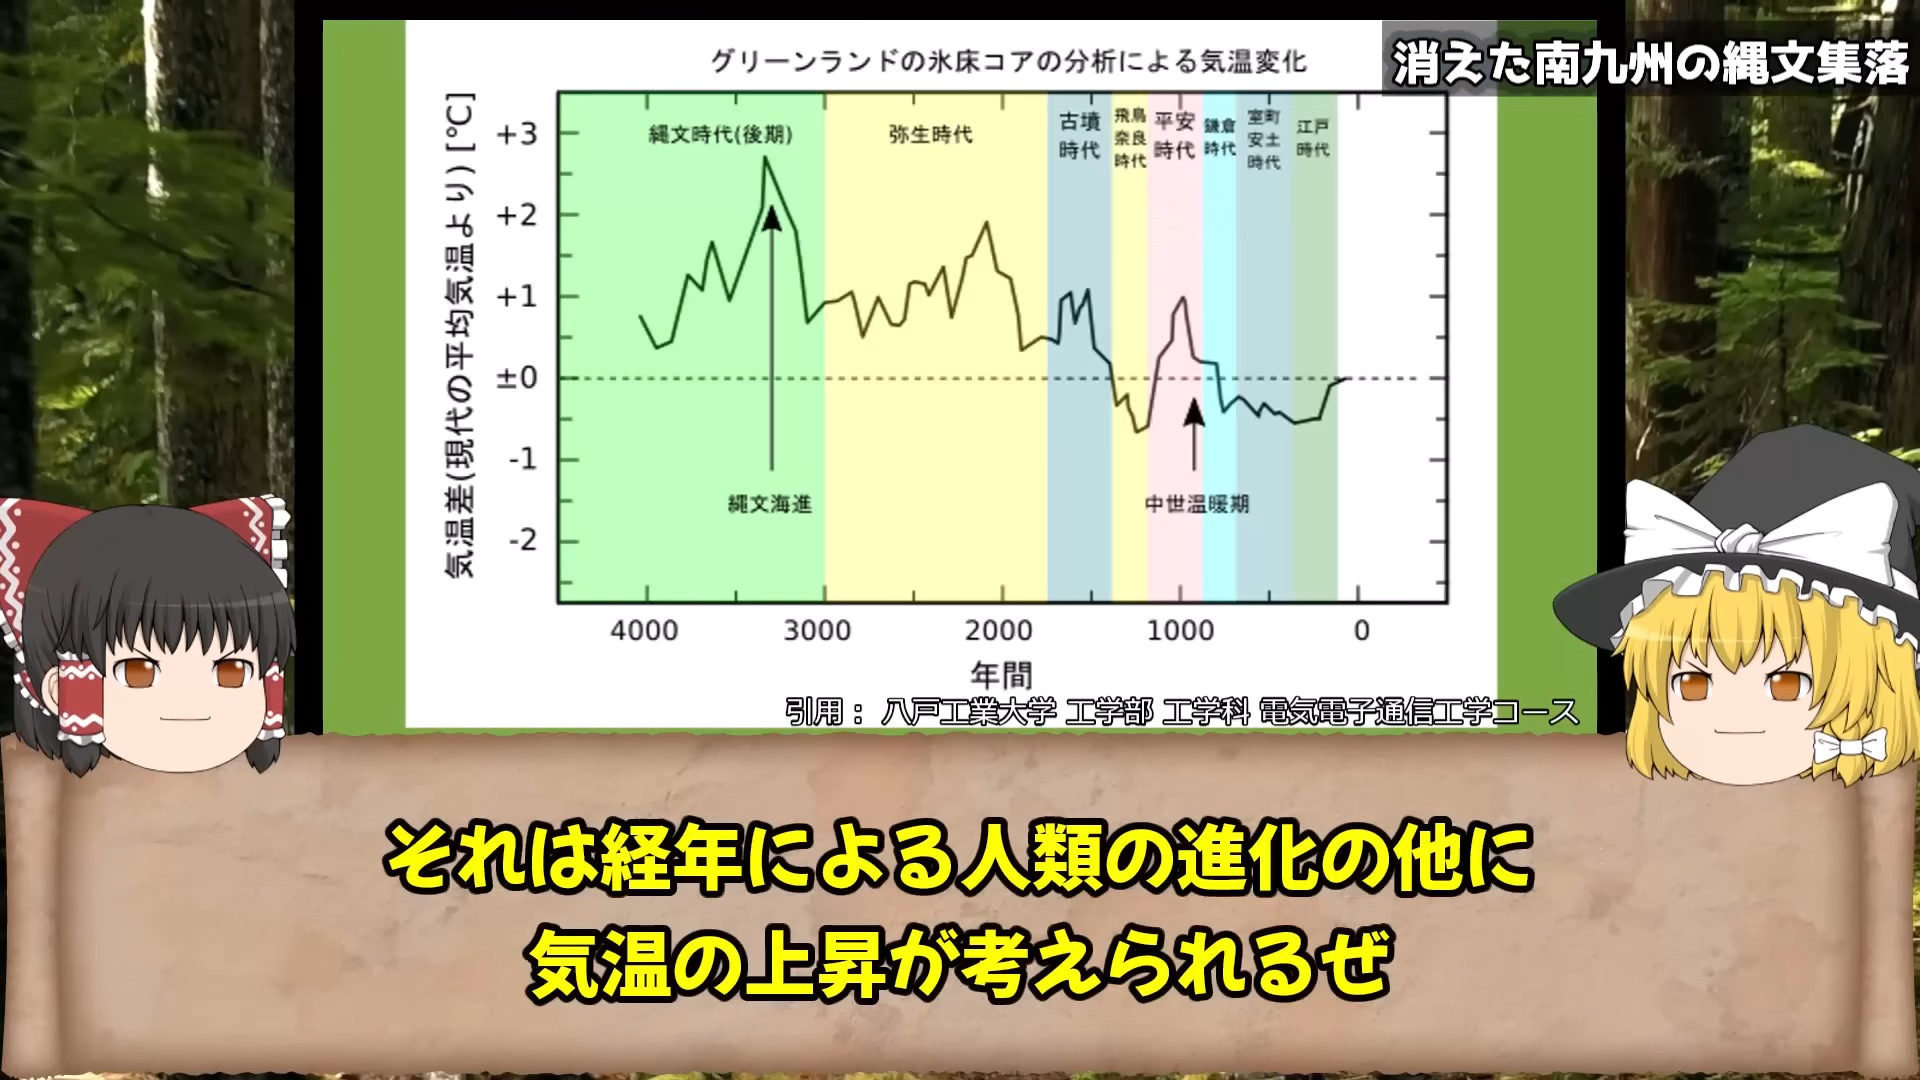 消えた南九州の縄文集落
グリーンランドの氷床コアの分析による気温変化
気温差(現代の平均気温より) [°C]
+3
+2
+1
±0
-1
-2
縄文時代(後期)
弥生時代
古墳
時代
飛鳥
奈良
時代
平安
時代
鎌倉
時代
室町
安土
時代
江戸
時代
縄文海進
中世温暖期
4000
3000
2000
1000
0
年間
引用： 八戸工業大学 工学部 工学科 電気電子通信工学コース
それは経年による人類の進化の他に
気温の上昇が考えられるぜ